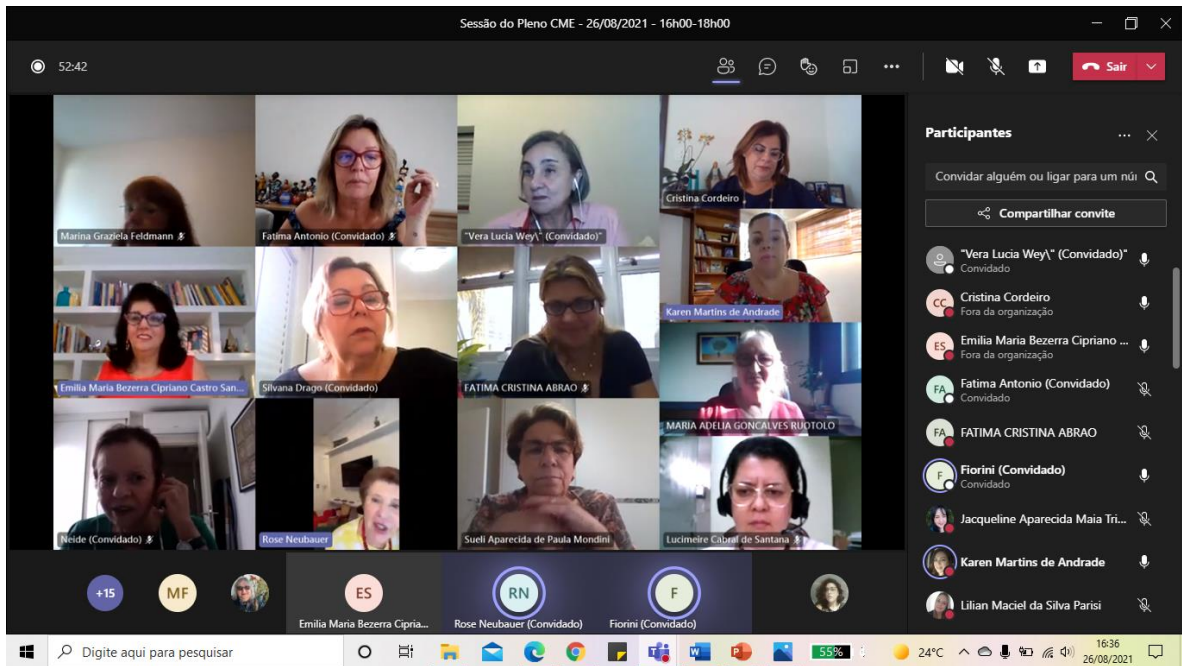 Sessão do Pleno CME - 26/08/2021 - 16h00-18h00
52:42
Sair
Marina Graziela Feldmann
Fatima Antonio (Convidado)
"Vera Lucia Wey\" (Convidado)"
Cristina Cordeiro
Karen Martins de Andrade
Emilia Maria Bezerra Cipriano Castro San...
Silvana Drago (Convidado)
FATIMA CRISTINA ABRAO
MARIA ADELIA GONCALVES RUOTOLO
Neide (Convidado)
Rose Neubauer
Sueli Aparecida de Paula Mondini
Lucimeire Cabral de Santana
+15
MF
ES
Emilia Maria Bezerra Cipria...
RN
Rose Neubauer (Convidado)
F
Fiorini (Convidado)
Participantes
Convidar alguém ou ligar para um núi
Compartilhar convite
"Vera Lucia Wey\" (Convidado)"
Convidado
CC
Cristina Cordeiro
Fora da organização
ES
Emilia Maria Bezerra Cipriano ...
Fora da organização
FA
Fatima Antonio (Convidado)
Convidado
FA
FATIMA CRISTINA ABRAO
F
Fiorini (Convidado)
Convidado
Jacqueline Aparecida Maia Tri...
Karen Martins de Andrade
Lilian Maciel da Silva Parisi
Digite aqui para pesquisar
55%
24°C
16:36
26/08/2021